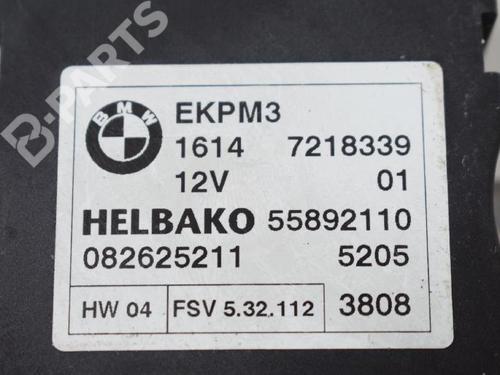 B-PARTS
BMW
EKPM3
1614 7218339
12V 01
HELBAKO 55892110
082625211 5205
HW 04 FSV 5.32.112 3808